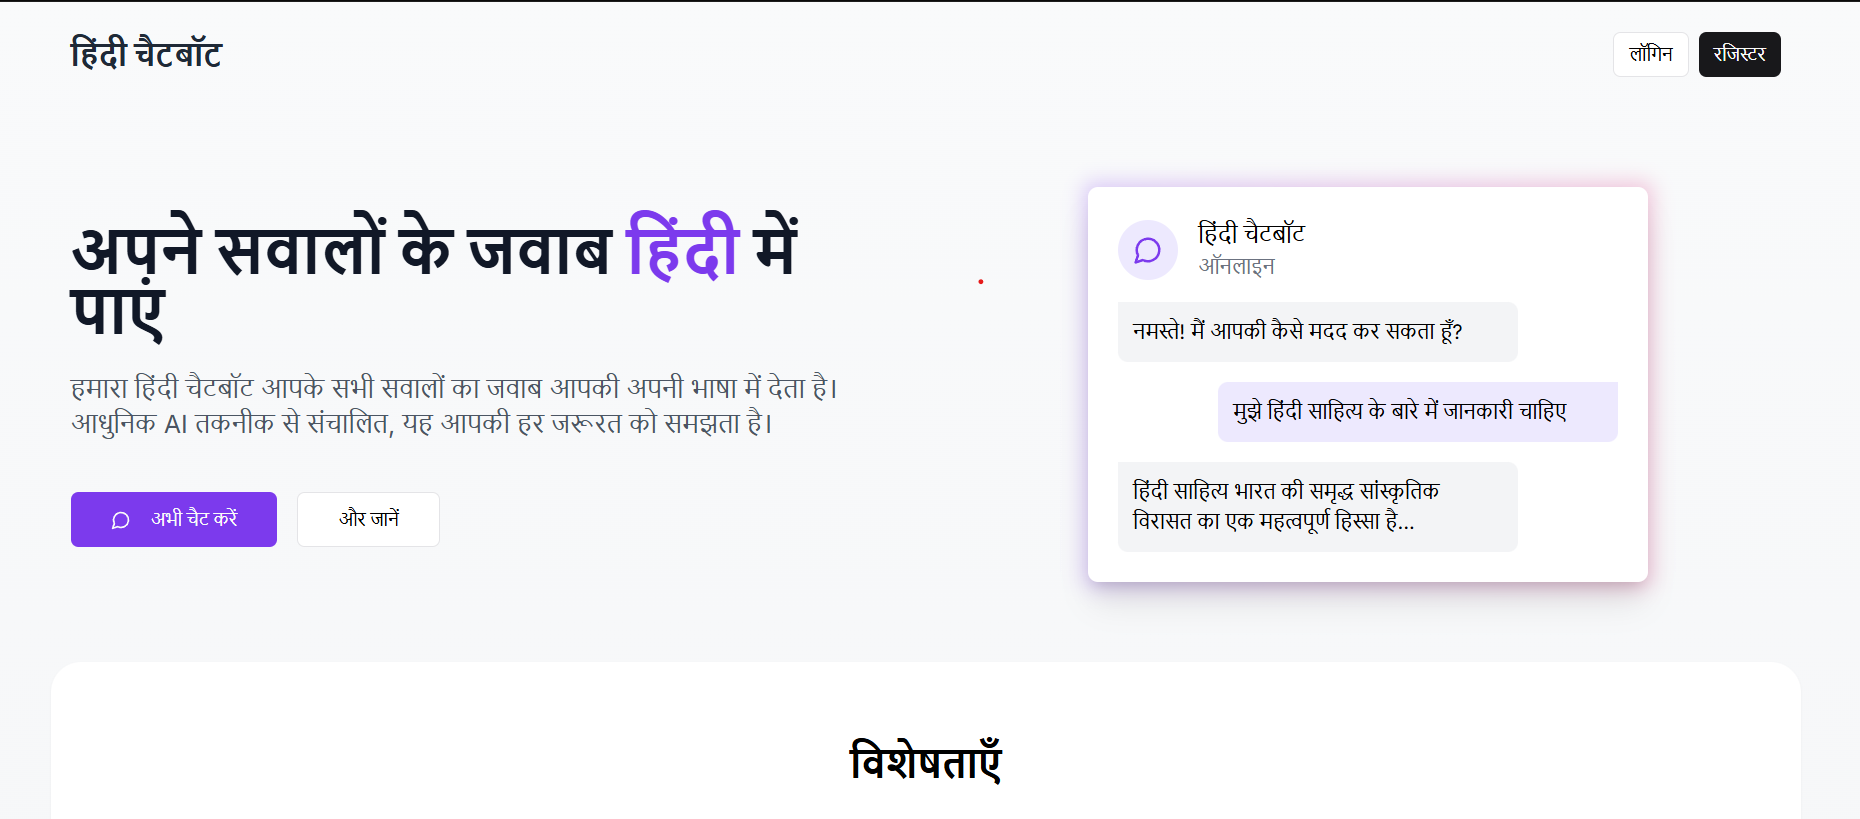 हिंदी चैटबॉट
लॉगिन
रजिस्टर
अपने सवालों के जवाब हिंदी में
पाएं
हमारा हिंदी चैटबॉट आपके सभी सवालों का जवाब आपकी अपनी भाषा में देता है।
आधुनिक AI तकनीक से संचालित, यह आपकी हर जरूरत को समझता है।
अभी चैट करें
और जानें
हिंदी चैटबॉट
ऑनलाइन
नमस्ते! मैं आपकी कैसे मदद कर सकता हूँ?
मुझे हिंदी साहित्य के बारे में जानकारी चाहिए
हिंदी साहित्य भारत की समृद्ध सांस्कृतिक
विरासत का एक महत्वपूर्ण हिस्सा है...
विशेषताएँ